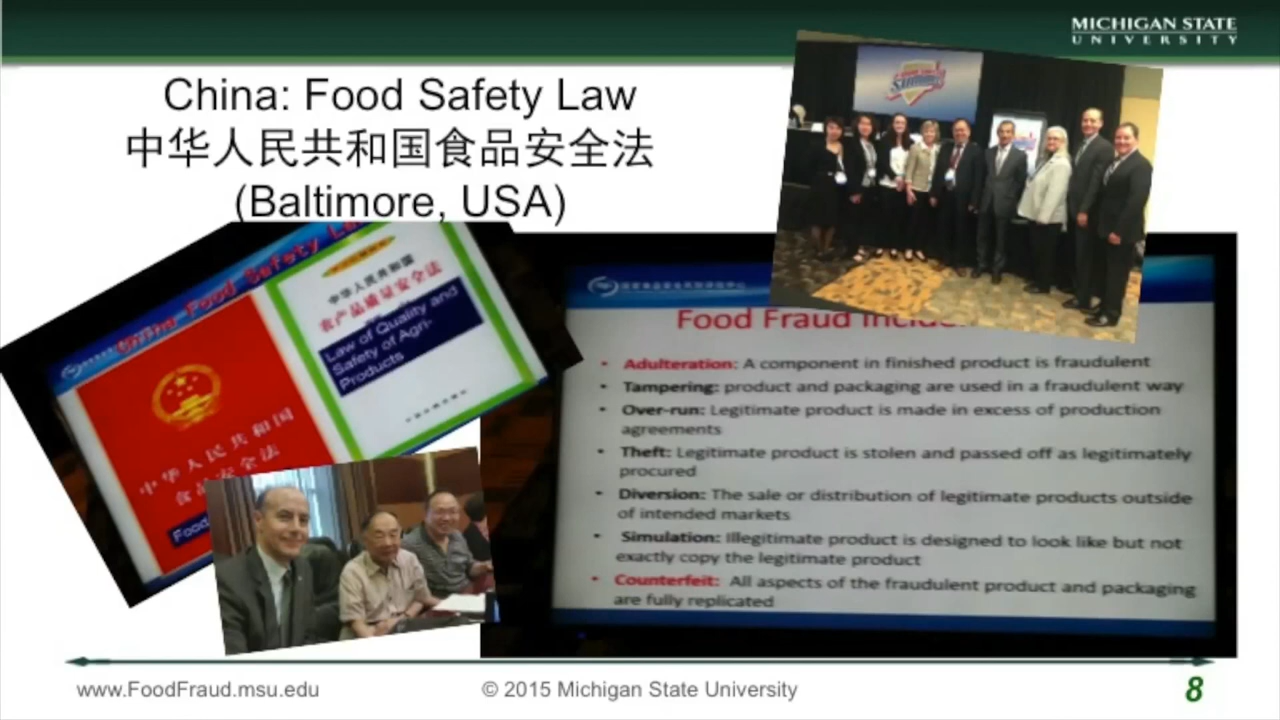 MICHIGAN STATE
UNIVERSITY
China: Food Safety Law
中华人民共和国食品安全法
(Baltimore, USA)
China Food Safety
中华人民共和国
农产品质量安全法
Law of Quality and
Safety of Agri-
Products
中华人民共和国
食品安全法
Food
SUMMIT
Food Fraud
• Adulteration: A component in finished product is fraudulent
• Tampering: product and packaging are used in a fraudulent way
• Over-run: Legitimate product is made in excess of production
agreements
• Theft: Legitimate product is stolen and passed off as legitimately
procured
• Diversion: The sale or distribution of legitimate products outside
of intended markets
• Simulation: Illegitimate product is designed to look like but not
exactly copy the legitimate product
• Counterfeit: All aspects of the fraudulent product and packaging
are fully replicated
www.FoodFraud.msu.edu
© 2015 Michigan State University
8